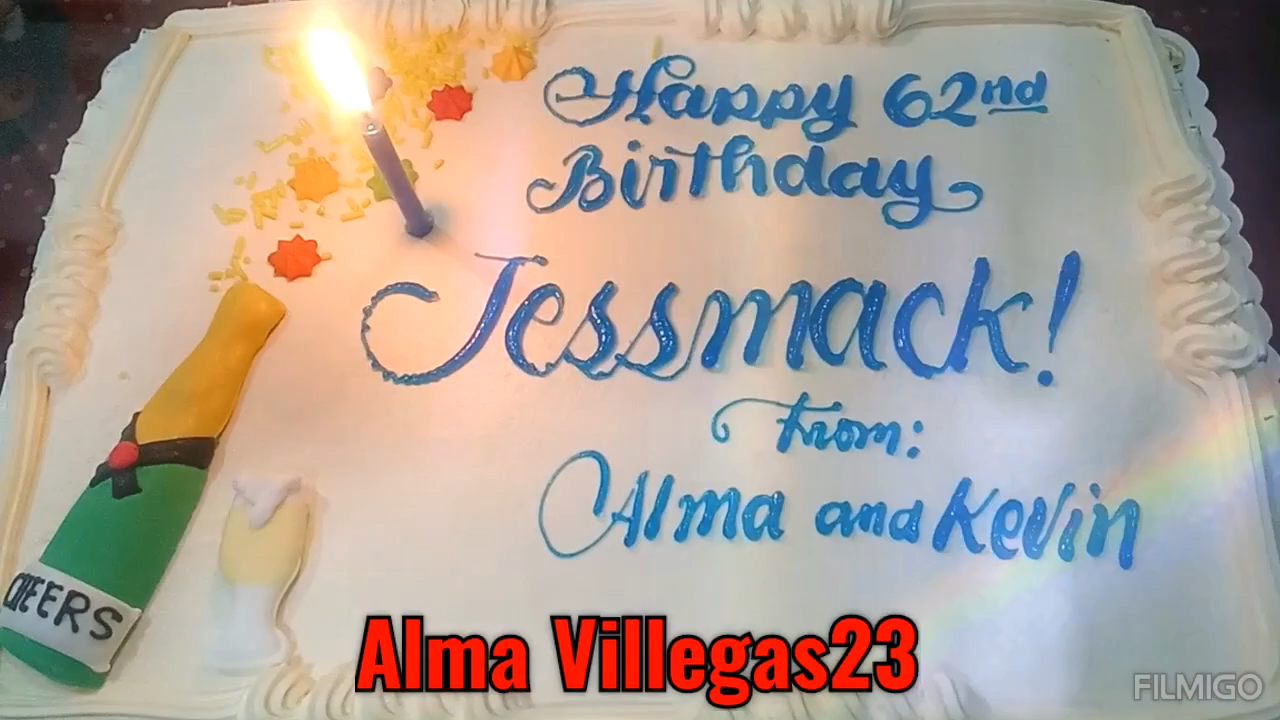 Happy 62nd
Birthday
Jessmack!
From:
Alma and Kevin
CHEERS
Alma Villegas23
FILMIGO